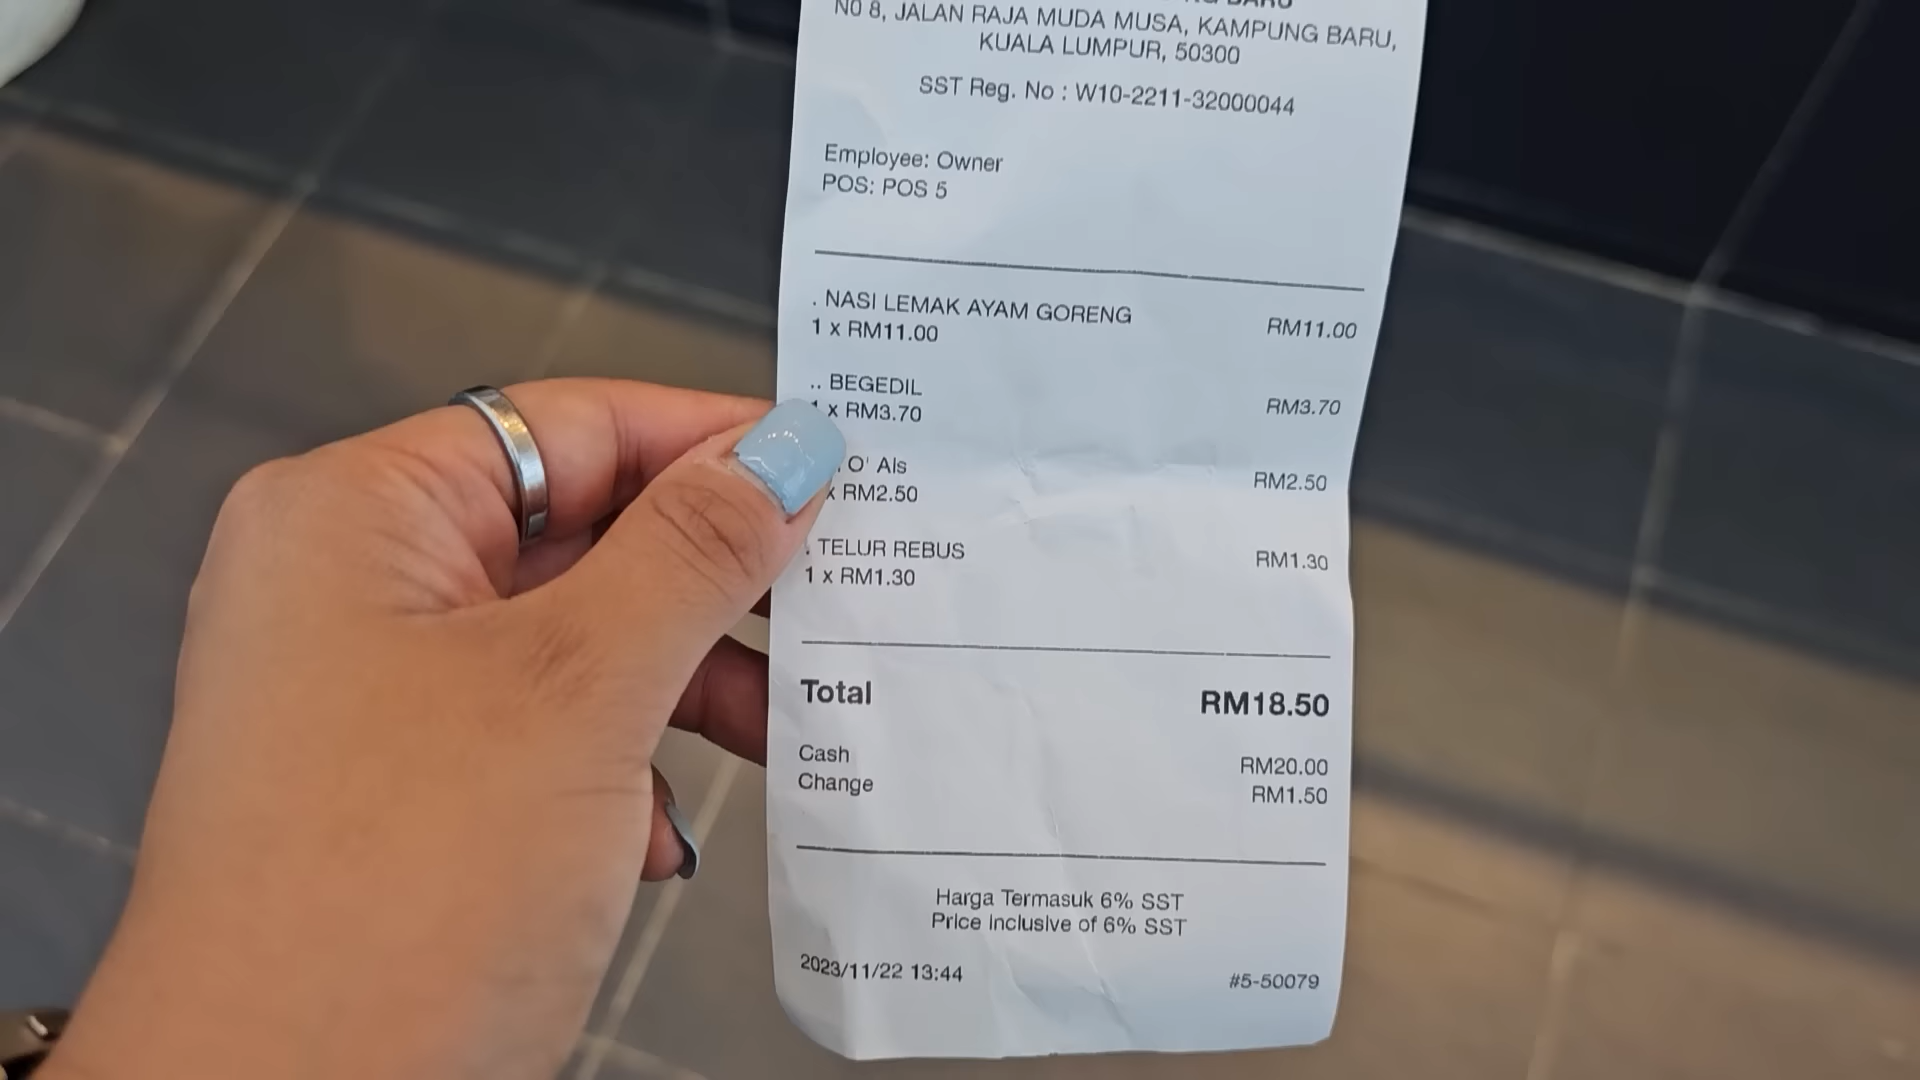 NO 8, JALAN RAJA MUDA MUSA, KAMPUNG BARU,
KUALA LUMPUR, 50300
SST Reg. No : W10-2211-32000044
Employee: Owner
POS: POS 5
. NASI LEMAK AYAM GORENG
1 x RM11.00 RM11.00
.. BEGEDIL
1 x RM3.70 RM3.70
O' Ais
x RM2.50 RM2.50
. TELUR REBUS
1 x RM1.30 RM1.30
Total RM18.50
Cash RM20.00
Change RM1.50
Harga Termasuk 6% SST
Price inclusive of 6% SST
2023/11/22 13:44 #5-50079